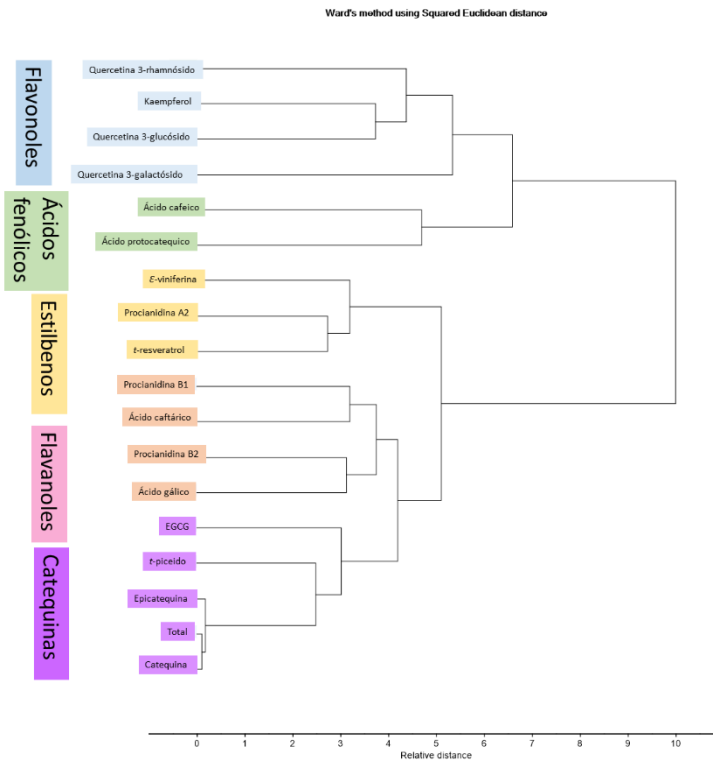 Ward's method using Squared Euclidean distance
Flavonoles
Quercetina 3-rhamnósido
Kaempferol
Quercetina 3-glucósido
Quercetina 3-galactósido
Ácidos
fenólicos
Ácido cafeico
Ácido protocatequico
Estilbenos
Ɛ-viniferina
Procianidina A2
t-resveratrol
Procianidina B1
Ácido caftárico
Flavanoles
Procianidina B2
Ácido gálico
EGCG
Catequinas
t-piceido
Epicatequina
Total
Catequina
0 1 2 3 4 5 6 7 8 9 10
Relative distance